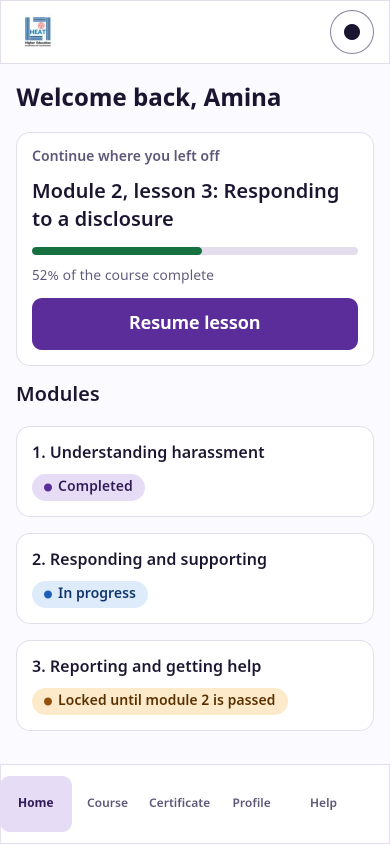 HEAT
Welcome back, Amina
Continue where you left off
Module 2, lesson 3: Responding
to a disclosure
52% of the course complete
Resume lesson
Modules
1. Understanding harassment
Completed
2. Responding and supporting
In progress
3. Reporting and getting help
Locked until module 2 is passed
Home
Course
Certificate
Profile
Help